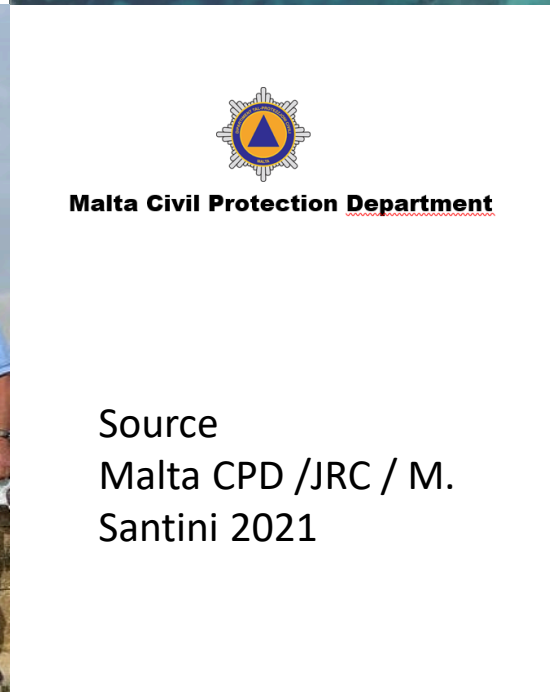 Malta Civil Protection Department
Source
Malta CPD /JRC / M.
Santini 2021